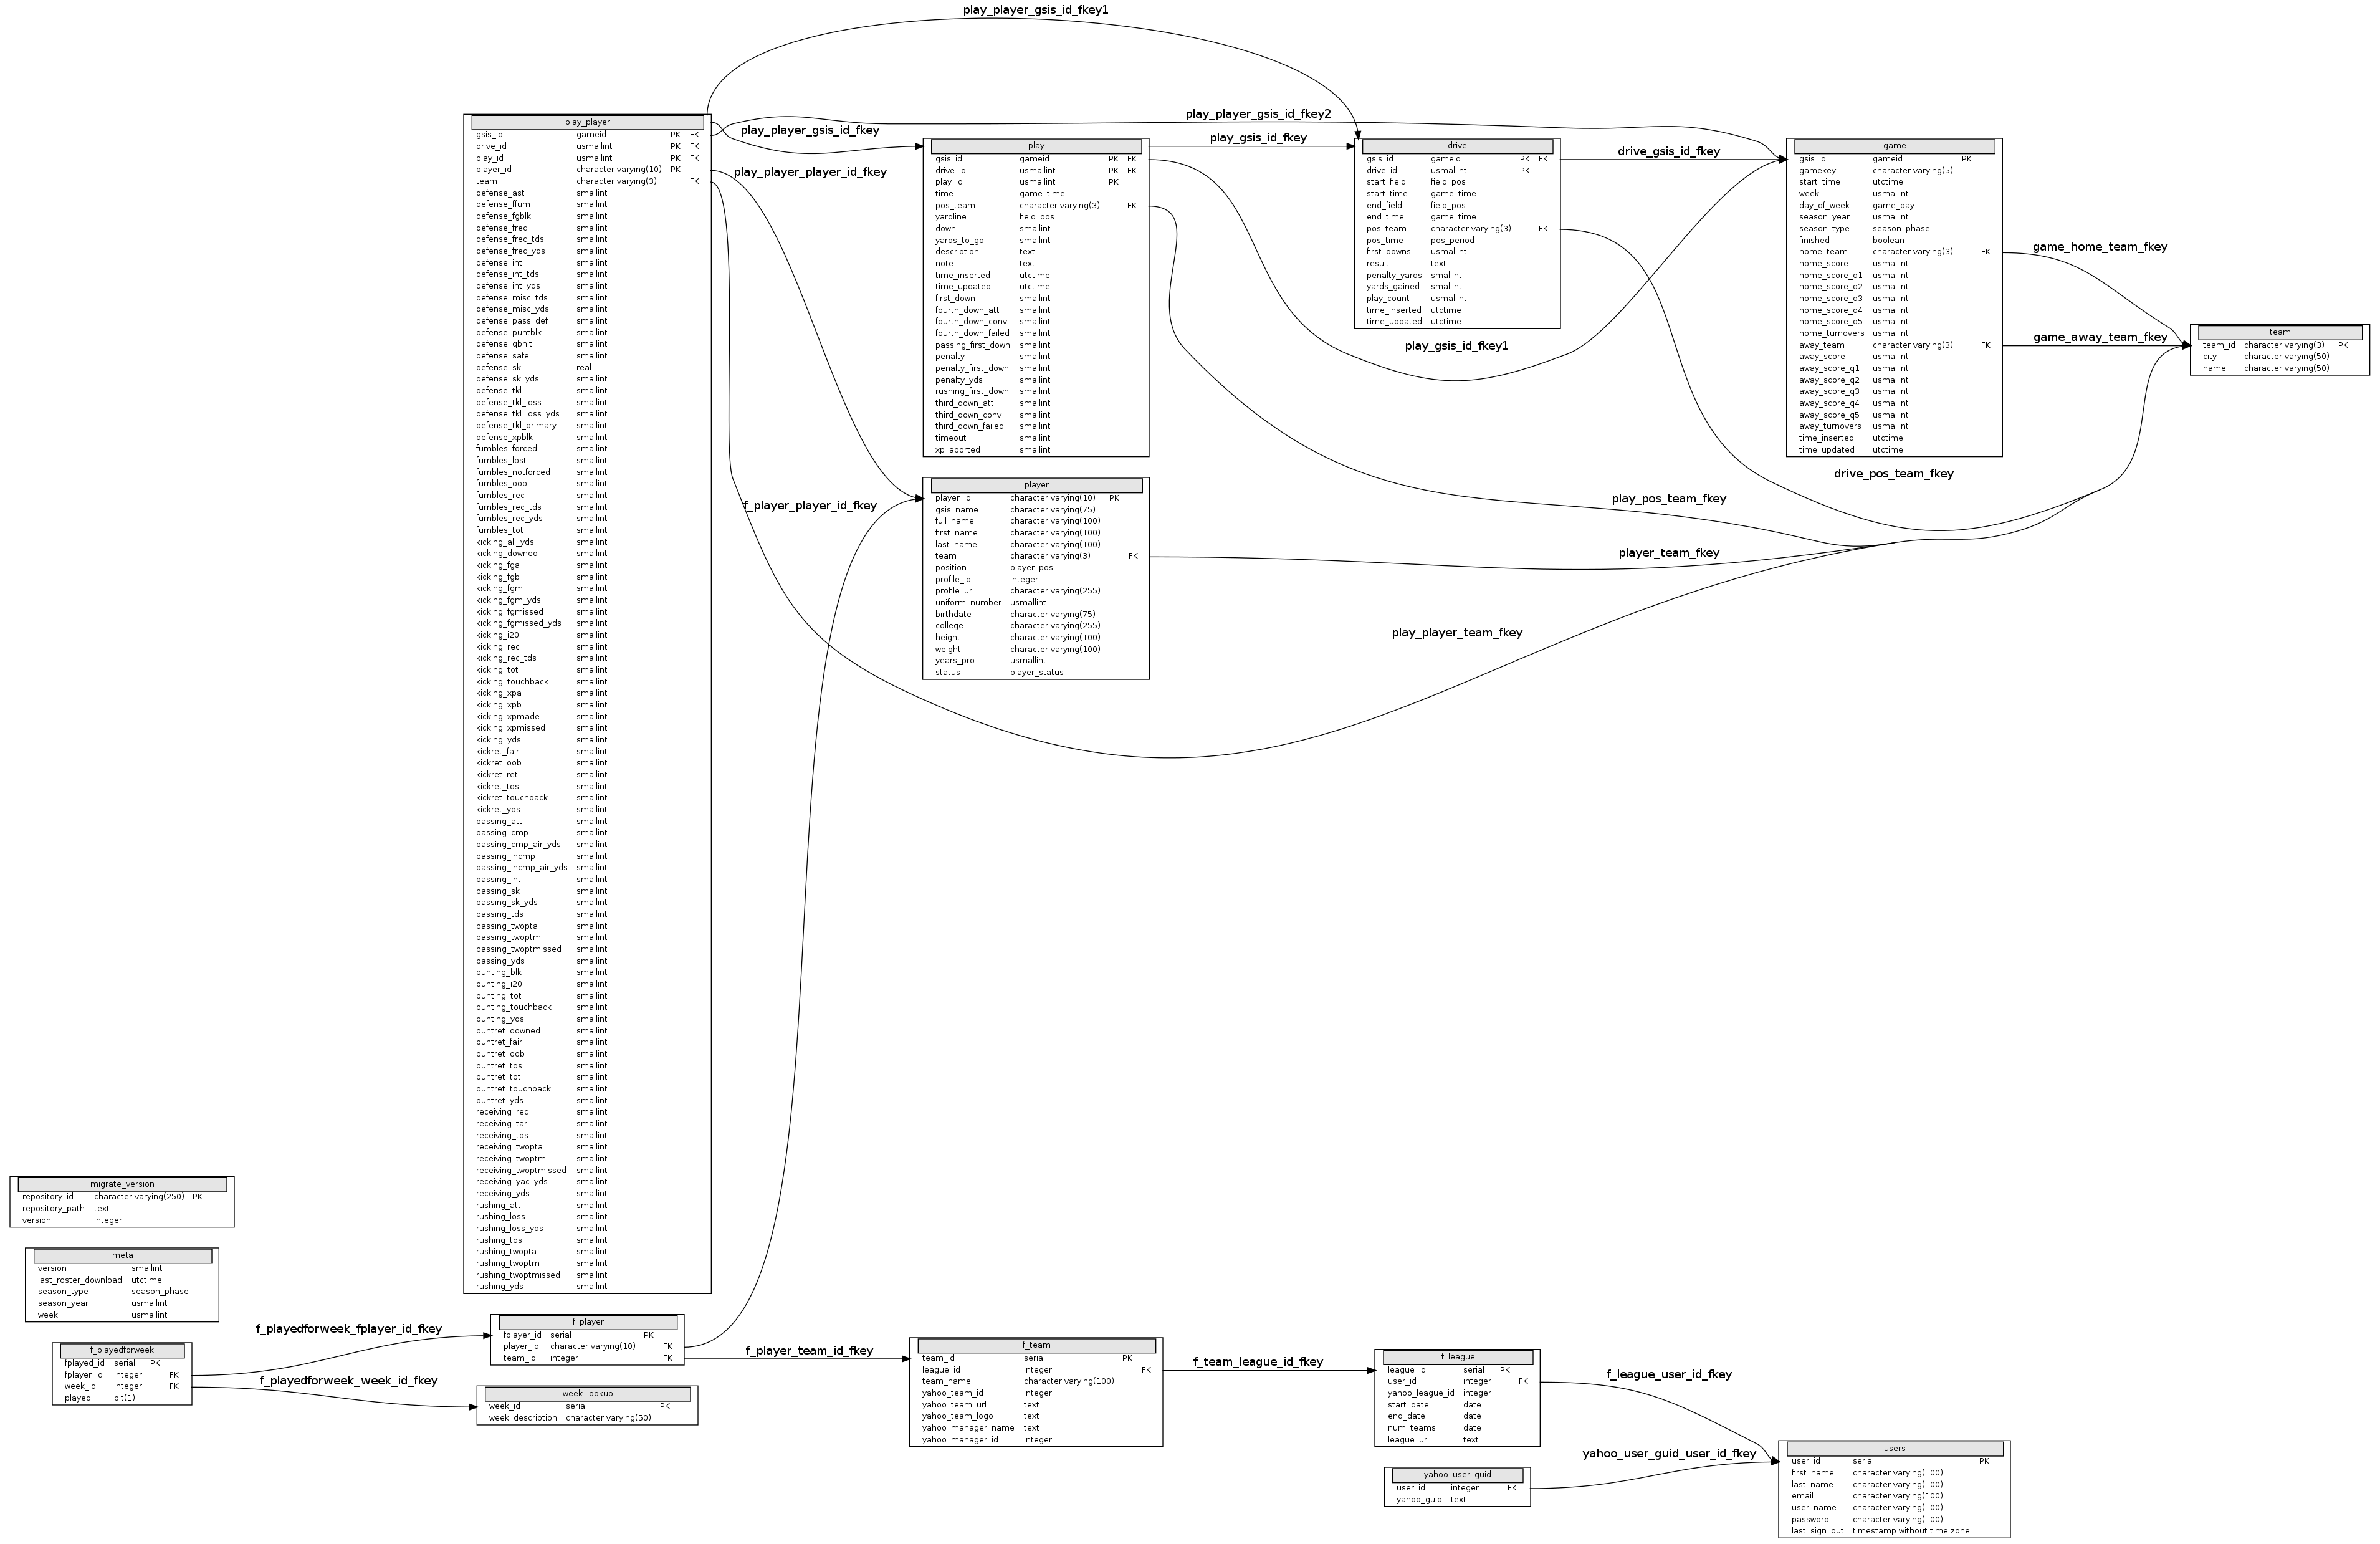 play_player_gsis_id_fkey1
play_player_gsis_id_fkey2
play_player_gsis_id_fkey
play_gsis_id_fkey
drive_gsis_id_fkey
play_player_player_id_fkey
game_home_team_fkey
game_away_team_fkey
play_gsis_id_fkey1
drive_pos_team_fkey
play_pos_team_fkey
f_player_player_id_fkey
player_team_fkey
play_player_team_fkey
play_player
gsis_id gameid PK FK
drive_id usmallint PK FK
play_id usmallint PK FK
player_id character varying(10) PK
team character varying(3) FK
defense_ast smallint
defense_ffum smallint
defense_fgblk smallint
defense_frec smallint
defense_frec_tds smallint
defense_frec_yds smallint
defense_int smallint
defense_int_tds smallint
defense_int_yds smallint
defense_misc_tds smallint
defense_misc_yds smallint
defense_pass_def smallint
defense_puntblk smallint
defense_qbhit smallint
defense_safe smallint
defense_sk real
defense_sk_yds smallint
defense_tkl smallint
defense_tkl_loss smallint
defense_tkl_loss_yds smallint
defense_tkl_primary smallint
defense_xpblk smallint
fumbles_forced smallint
fumbles_lost smallint
fumbles_notforced smallint
fumbles_oob smallint
fumbles_rec smallint
fumbles_rec_tds smallint
fumbles_rec_yds smallint
fumbles_tot smallint
kicking_all_yds smallint
kicking_downed smallint
kicking_fga smallint
kicking_fgb smallint
kicking_fgm smallint
kicking_fgm_yds smallint
kicking_fgmissed smallint
kicking_fgmissed_yds smallint
kicking_i20 smallint
kicking_rec smallint
kicking_rec_tds smallint
kicking_tot smallint
kicking_touchback smallint
kicking_xpa smallint
kicking_xpb smallint
kicking_xpmade smallint
kicking_xpmissed smallint
kicking_yds smallint
kickret_fair smallint
kickret_oob smallint
kickret_ret smallint
kickret_tds smallint
kickret_touchback smallint
kickret_yds smallint
passing_att smallint
passing_cmp smallint
passing_cmp_air_yds smallint
passing_incmp smallint
passing_incmp_air_yds smallint
passing_int smallint
passing_sk smallint
passing_sk_yds smallint
passing_tds smallint
passing_twopta smallint
passing_twoptm smallint
passing_twoptmissed smallint
passing_yds smallint
punting_blk smallint
punting_i20 smallint
punting_tot smallint
punting_touchback smallint
punting_yds smallint
puntret_downed smallint
puntret_fair smallint
puntret_oob smallint
puntret_tds smallint
puntret_tot smallint
puntret_touchback smallint
puntret_yds smallint
receiving_rec smallint
receiving_tar smallint
receiving_tds smallint
receiving_twopta smallint
receiving_twoptm smallint
receiving_twoptmissed smallint
receiving_yac_yds smallint
receiving_yds smallint
rushing_att smallint
rushing_loss smallint
rushing_loss_yds smallint
rushing_tds smallint
rushing_twopta smallint
rushing_twoptm smallint
rushing_twoptmissed smallint
rushing_yds smallint
play
gsis_id gameid PK FK
drive_id usmallint PK FK
play_id usmallint PK
time game_time
pos_team character varying(3) FK
yardline field_pos
down smallint
yards_to_go smallint
description text
note text
time_inserted utctime
time_updated utctime
first_down smallint
fourth_down_att smallint
fourth_down_conv smallint
fourth_down_failed smallint
passing_first_down smallint
penalty smallint
penalty_first_down smallint
penalty_yds smallint
rushing_first_down smallint
third_down_att smallint
third_down_conv smallint
third_down_failed smallint
timeout smallint
xp_aborted smallint
drive
gsis_id gameid PK FK
drive_id usmallint PK
start_field field_pos
start_time game_time
end_field field_pos
end_time game_time
pos_team character varying(3) FK
pos_time pos_period
first_downs usmallint
result text
penalty_yards smallint
yards_gained smallint
play_count usmallint
time_inserted utctime
time_updated utctime
game
gsis_id gameid PK
gamekey character varying(5)
start_time utctime
week usmallint
day_of_week game_day
season_year usmallint
season_type season_phase
finished boolean
home_team character varying(3) FK
home_score usmallint
home_score_q1 usmallint
home_score_q2 usmallint
home_score_q3 usmallint
home_score_q4 usmallint
home_score_q5 usmallint
home_turnovers usmallint
away_team character varying(3) FK
away_score usmallint
away_score_q1 usmallint
away_score_q2 usmallint
away_score_q3 usmallint
away_score_q4 usmallint
away_score_q5 usmallint
away_turnovers usmallint
time_inserted utctime
time_updated utctime
team
team_id character varying(3) PK
city character varying(50)
name character varying(50)
player
player_id character varying(10) PK
gsis_name character varying(75)
full_name character varying(100)
first_name character varying(100)
last_name character varying(100)
team character varying(3) FK
position player_pos
profile_id integer
profile_url character varying(255)
uniform_number usmallint
birthdate character varying(75)
college character varying(255)
height character varying(100)
weight character varying(100)
years_pro usmallint
status player_status
migrate_version
repository_id character varying(250) PK
repository_path text
version integer
meta
version smallint
last_roster_download utctime
season_type season_phase
season_year usmallint
week usmallint
f_playedforweek
fplayed_id serial PK
fplayer_id integer FK
week_id integer FK
played bit(1)
f_playedforweek_fplayer_id_fkey
f_playedforweek_week_id_fkey
f_player
fplayer_id serial PK
player_id character varying(10) FK
team_id integer FK
week_lookup
week_id serial PK
week_description character varying(50)
f_player_team_id_fkey
f_team
team_id serial PK
league_id integer FK
team_name character varying(100)
yahoo_team_id integer
yahoo_team_url text
yahoo_team_logo text
yahoo_manager_name text
yahoo_manager_id integer
f_team_league_id_fkey
f_league
league_id serial PK
user_id integer FK
yahoo_league_id integer
start_date date
end_date date
num_teams date
league_url text
f_league_user_id_fkey
yahoo_user_guid_user_id_fkey
yahoo_user_guid
user_id integer FK
yahoo_guid text
users
user_id serial PK
first_name character varying(100)
last_name character varying(100)
email character varying(100)
user_name character varying(100)
password character varying(100)
last_sign_out timestamp without time zone